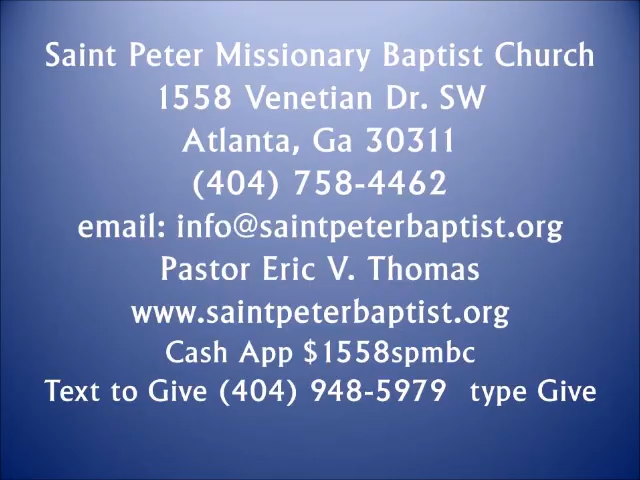 Saint Peter Missionary Baptist Church
1558 Venetian Dr. SW
Atlanta, Ga 30311
(404) 758-4462
email: info@saintpeterbaptist.org
Pastor Eric V. Thomas
www.saintpeterbaptist.org
Cash App $1558spmbc
Text to Give (404) 948-5979 type Give